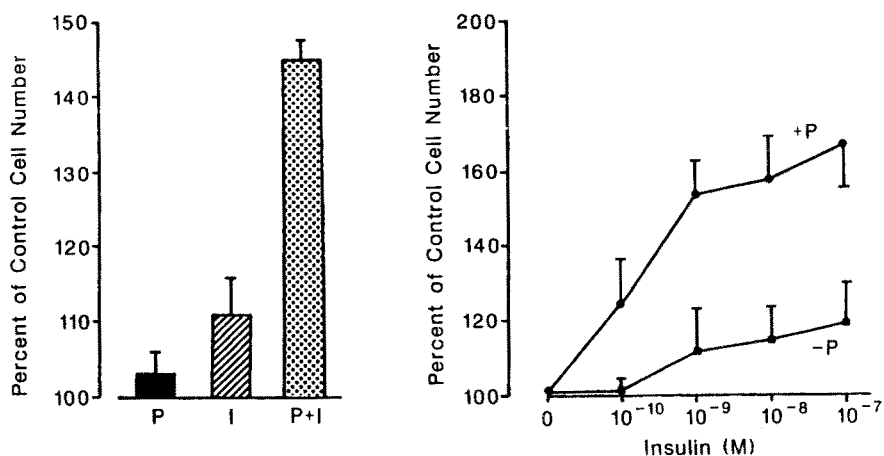 Percent of Control Cell Number
150
140
130
120
110
100
P I P+I
Percent of Control Cell Number
200
180
160
140
120
100
+P
-P
0 10⁻¹⁰ 10⁻⁹ 10⁻⁸ 10⁻⁷
Insulin (M)